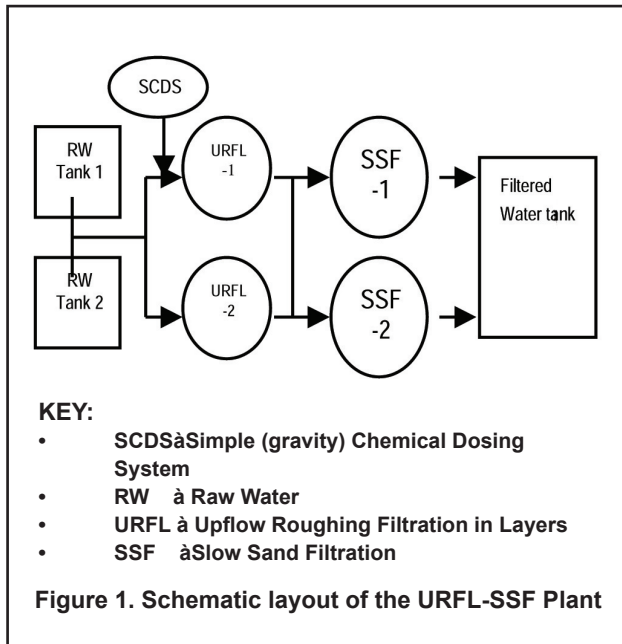 SCDS
RW
Tank 1
URFL
-1
SSF
-1
Filtered
Water tank
RW
Tank 2
URFL
-2
SSF
-2
KEY:
• SCDSàSimple (gravity) Chemical Dosing
System
• RW à Raw Water
• URFL à Upflow Roughing Filtration in Layers
• SSF àSlow Sand Filtration
Figure 1. Schematic layout of the URFL-SSF Plant